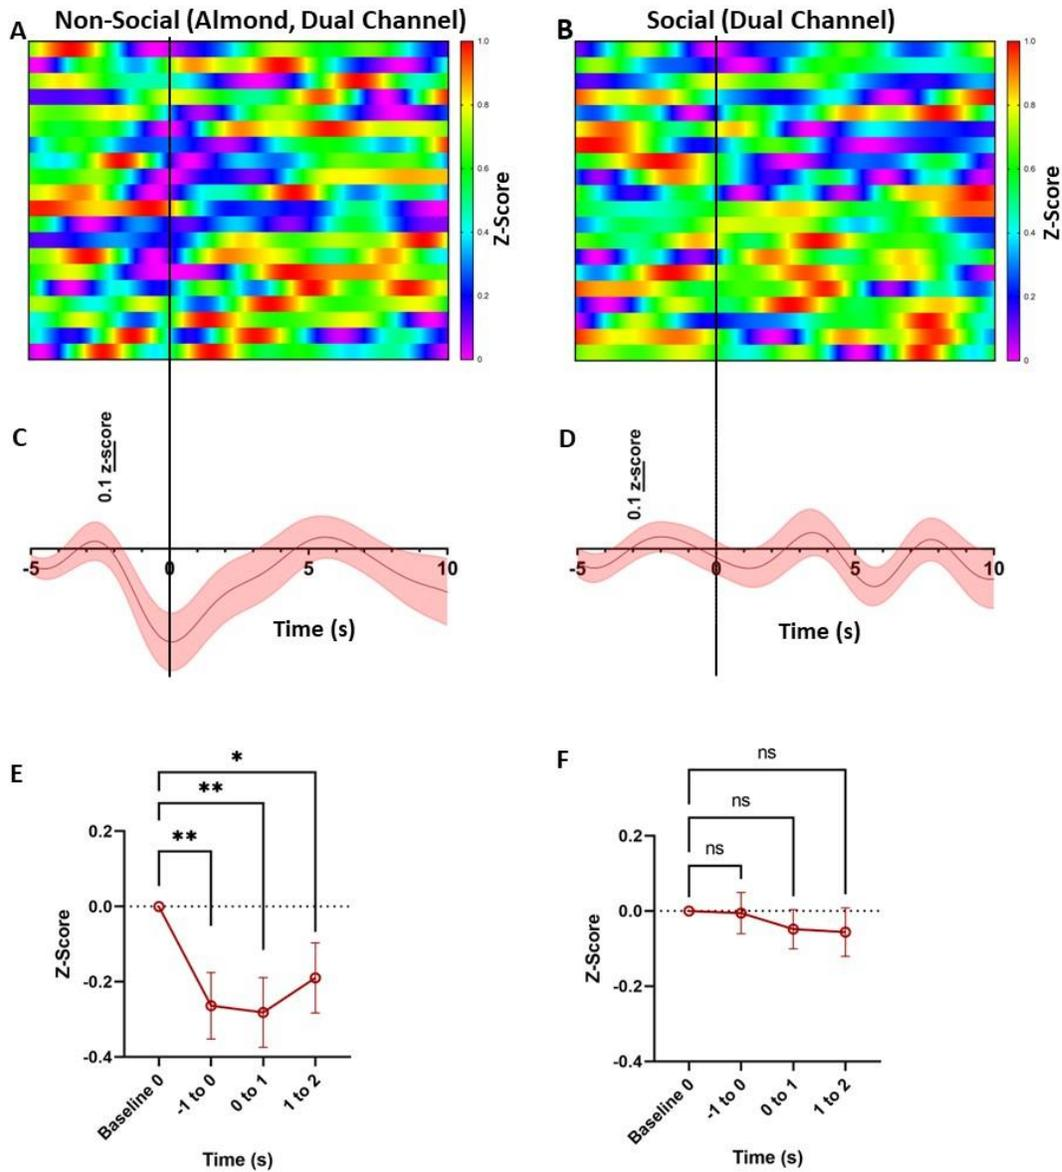 A
Non-Social (Almond, Dual Channel)
1.0
0.8
0.6
0.4
0.2
0
Z-Score
B
Social (Dual Channel)
1.0
0.8
0.6
0.4
0.2
0
Z-Score
C
0.1 z-score
-5
0
5
10
Time (s)
D
0.1 z-score
-5
0
5
10
Time (s)
E
*
**
**
0.2
0.0
-0.2
-0.4
Z-Score
Baseline 0
-1 to 0
0 to 1
1 to 2
Time (s)
F
ns
ns
ns
0.2
0.0
-0.2
-0.4
Z-Score
Baseline 0
-1 to 0
0 to 1
1 to 2
Time (s)